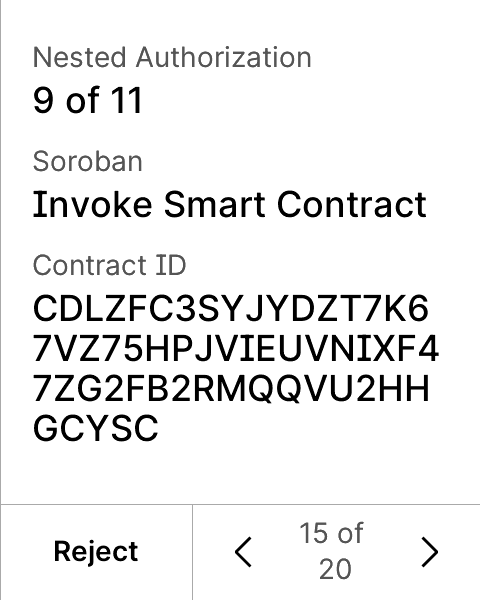 Nested Authorization
9 of 11
Soroban
Invoke Smart Contract
Contract ID
CDLZFC3SYJYDZT7K6
7VZ75HPJVIEUVNIXF4
7ZG2FB2RMQQVU2HH
GCYSC
Reject
15 of
20